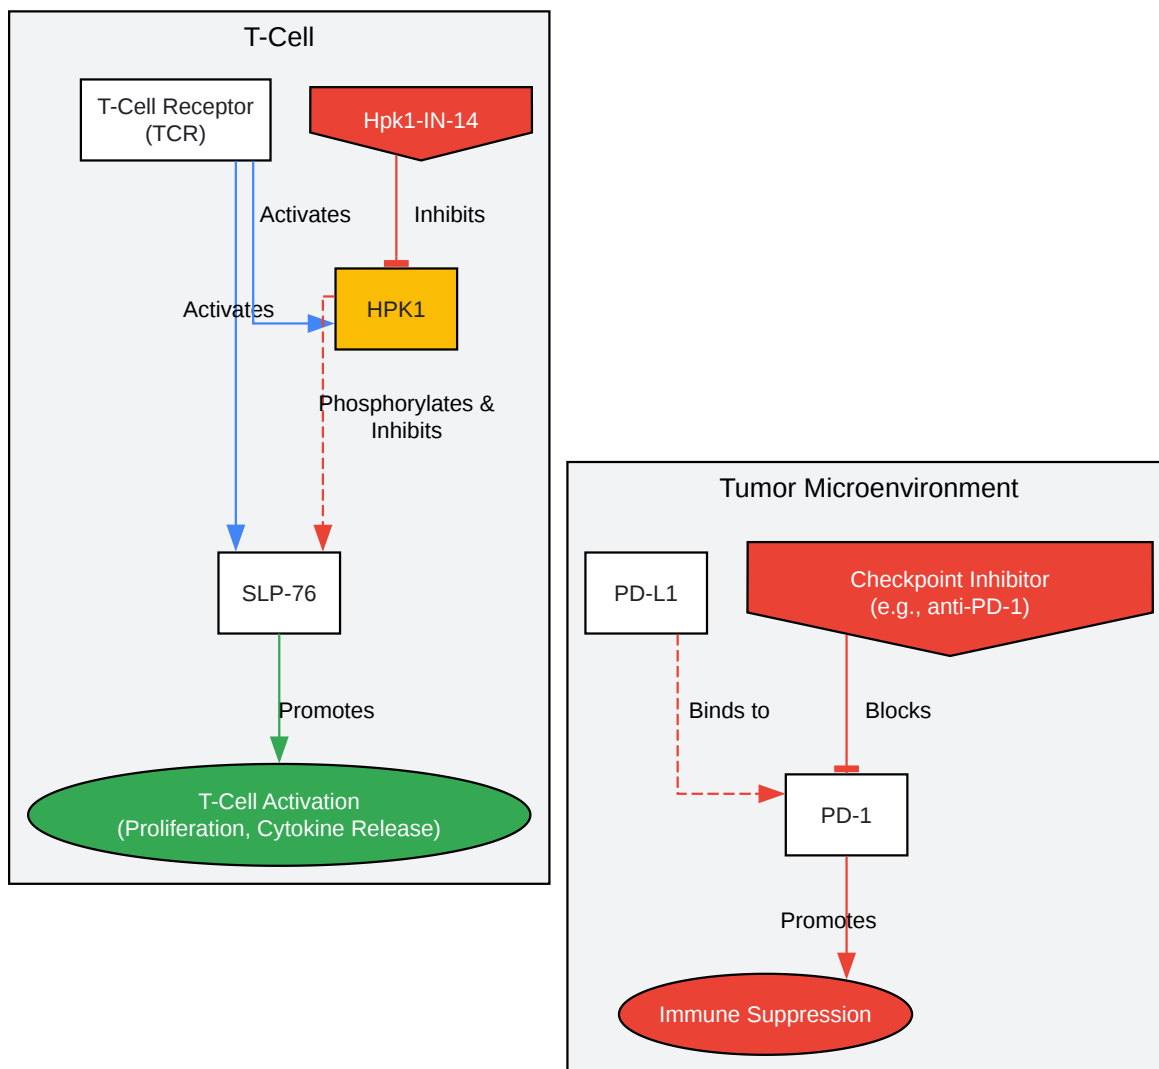 T-Cell
T-Cell Receptor
(TCR)
Hpk1-IN-14
Activates
Inhibits
Activates
HPK1
Phosphorylates &
Inhibits
SLP-76
Promotes
T-Cell Activation
(Proliferation, Cytokine Release)
Tumor Microenvironment
PD-L1
Checkpoint Inhibitor
(e.g., anti-PD-1)
Binds to
Blocks
PD-1
Promotes
Immune Suppression